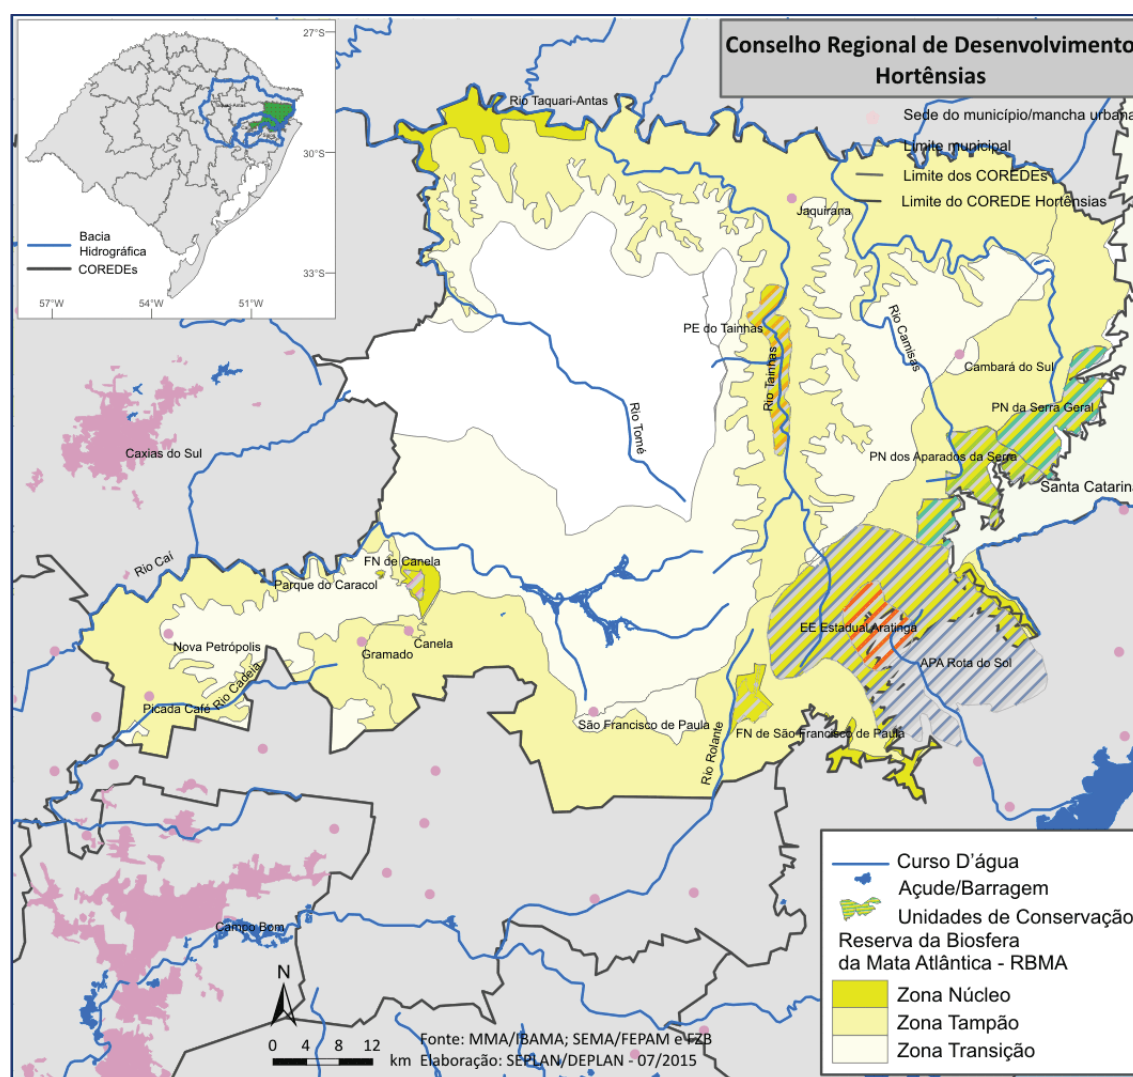 Conselho Regional de Desenvolvimento
Hortênsias
27°S
30°S
33°S
57°W
54°W
51°W
Taquari-Antas
Bacia
Hidrográfica
COREDEs
Sede do município/mancha urbana
Limite municipal
Limite dos COREDEs
Limite do COREDE Hortênsias
Rio Taquari-Antas
Jaquirana
PE do Tainhas
Rio Tainhas
Rio Camisas
Cambará do Sul
PN da Serra Geral
PN dos Aparados da Serra
Santa Catarina
Rio Tomé
Caxias do Sul
Rio Caí
FN de Canela
Parque do Caracol
Nova Petrópolis
Gramado
Canela
Rio Cadeia
Picada Café
São Francisco de Paula
Rio Rolante
EE Estadual Aratinga
APA Rota do Sol
FN de São Francisco de Paula
Campo Bom
N
0 4 8 12
km
Fonte: MMA/IBAMA; SEMA/FEPAM e FZB
Elaboração: SEPLAN/DEPLAN - 07/2015
Curso D'água
Açude/Barragem
Unidades de Conservação
Reserva da Biosfera
da Mata Atlântica - RBMA
Zona Núcleo
Zona Tampão
Zona Transição